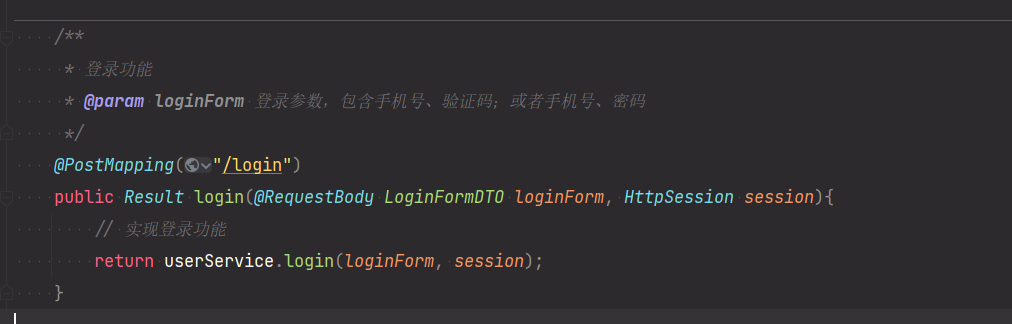 /**
* 登录功能
* @param loginForm 登录参数，包含手机号、验证码；或者手机号、密码
*/
@PostMapping("/login")
public Result login(@RequestBody LoginFormDTO loginForm, HttpSession session){
// 实现登录功能
return userService.login(loginForm, session);
}